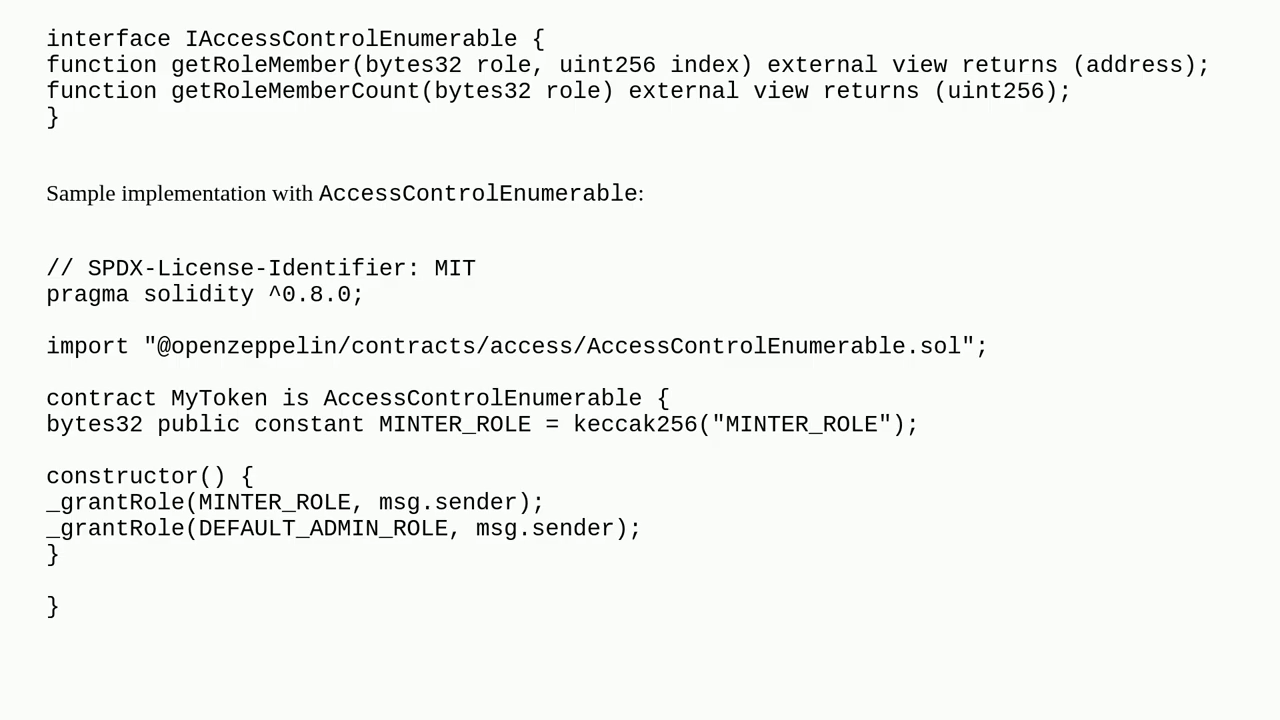 interface IAccessControlEnumerable {
function getRoleMember(bytes32 role, uint256 index) external view returns (address);
function getRoleMemberCount(bytes32 role) external view returns (uint256);
}
Sample implementation with AccessControlEnumerable:
// SPDX-License-Identifier: MIT
pragma solidity ^0.8.0;
import "@openzeppelin/contracts/access/AccessControlEnumerable.sol";
contract MyToken is AccessControlEnumerable {
bytes32 public constant MINTER_ROLE = keccak256("MINTER_ROLE");
constructor() {
_grantRole(MINTER_ROLE, msg.sender);
_grantRole(DEFAULT_ADMIN_ROLE, msg.sender);
}
}